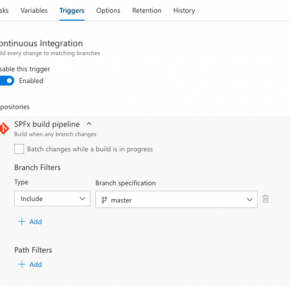 sks Variables Triggers Options Retention History
ontinuous Integration
ild every change to matching branches
sable this trigger
Enabled
positories
SPFx build pipeline
Build when any branch changes
Batch changes while a build is in progress
Branch Filters
Type Branch specification
Include master
+ Add
Path Filters
+ Add